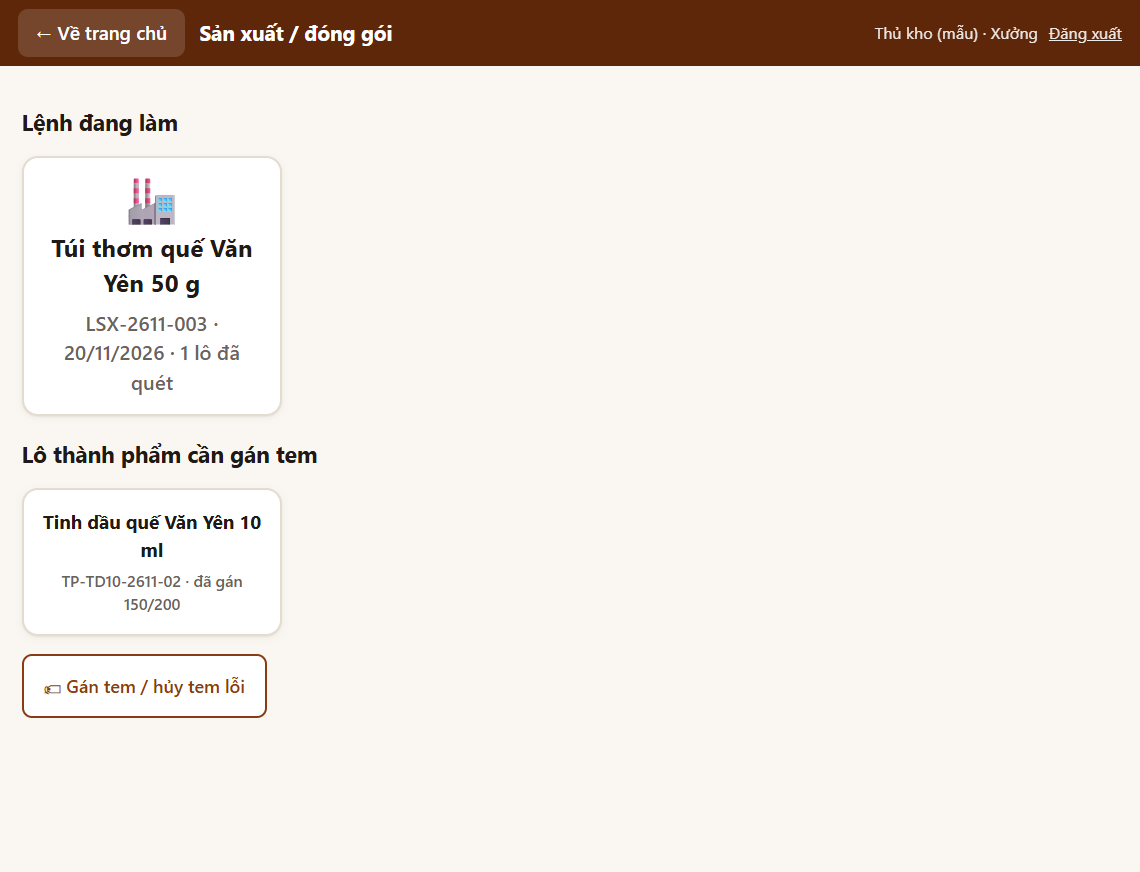 ← Về trang chủ
Sản xuất / đóng gói
Thủ kho (mẫu) · Xưởng
Đăng xuất
Lệnh đang làm
Túi thơm quế Văn
Yên 50 g
LSX-2611-003 ·
20/11/2026 · 1 lô đã
quét
Lô thành phẩm cần gán tem
Tinh dầu quế Văn Yên 10
ml
TP-TD10-2611-02 · đã gán
150/200
Gán tem / hủy tem lỗi